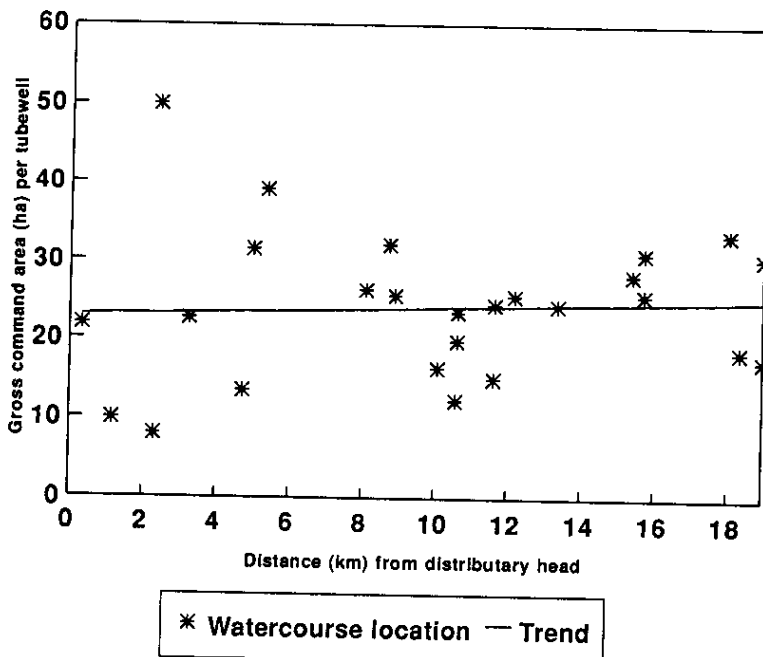 60
50
40
30
20
10
0
Gross command area (ha) per tubewell
0 2 4 6 8 10 12 14 16 18
Distance (km) from distributary head
Watercourse location — Trend